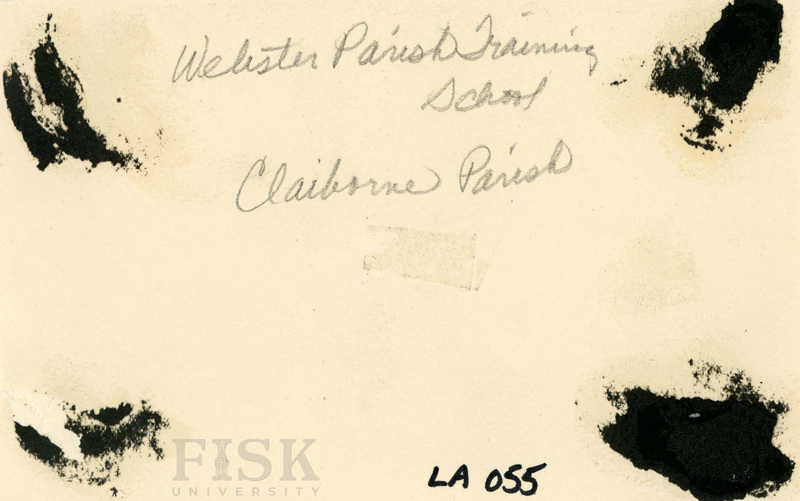 Webster Parish Training
School
Claiborne Parish
FISK
UNIVERSITY
LA 055